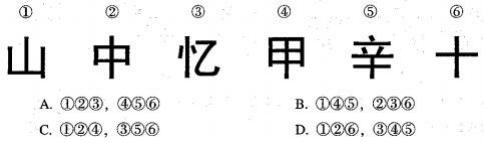 ① ② ③ ④ ⑤ ⑥
山 中 忆 甲 辛 十
A. ①②③，④⑤⑥ B. ①④⑤，②③⑥
C. ①②④，③⑤⑥ D. ①②⑥，③④⑤